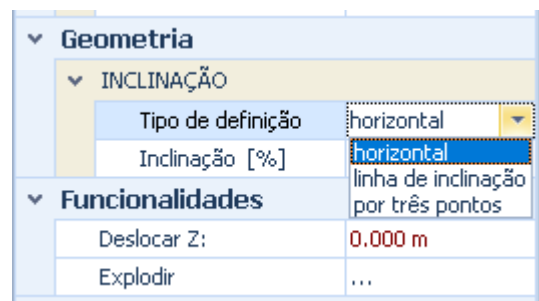 Geometria
INCLINAÇÃO
Tipo de definição horizontal
Inclinação [%] horizontal
linha de inclinação
Funcionalidades por três pontos
Deslocar Z: 0.000 m
Explodir ...